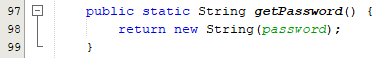 97 public static String getPassword() {
98 return new String(password);
99 }